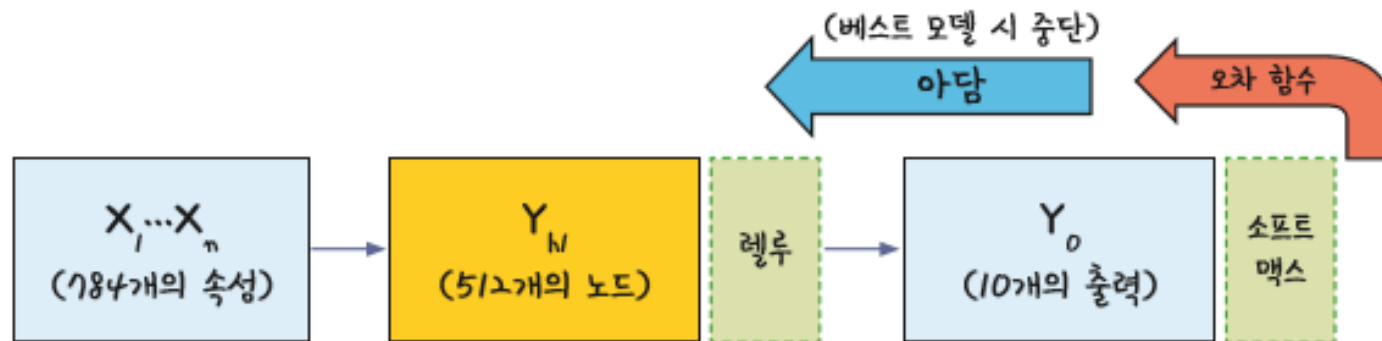 (베스트 모델 시 중단)
아담
오차 함수
X₁...Xₙ
(784개의 속성)
Y_h1
(512개의 노드)
렐루
Y_o
(10개의 출력)
소프트
맥스